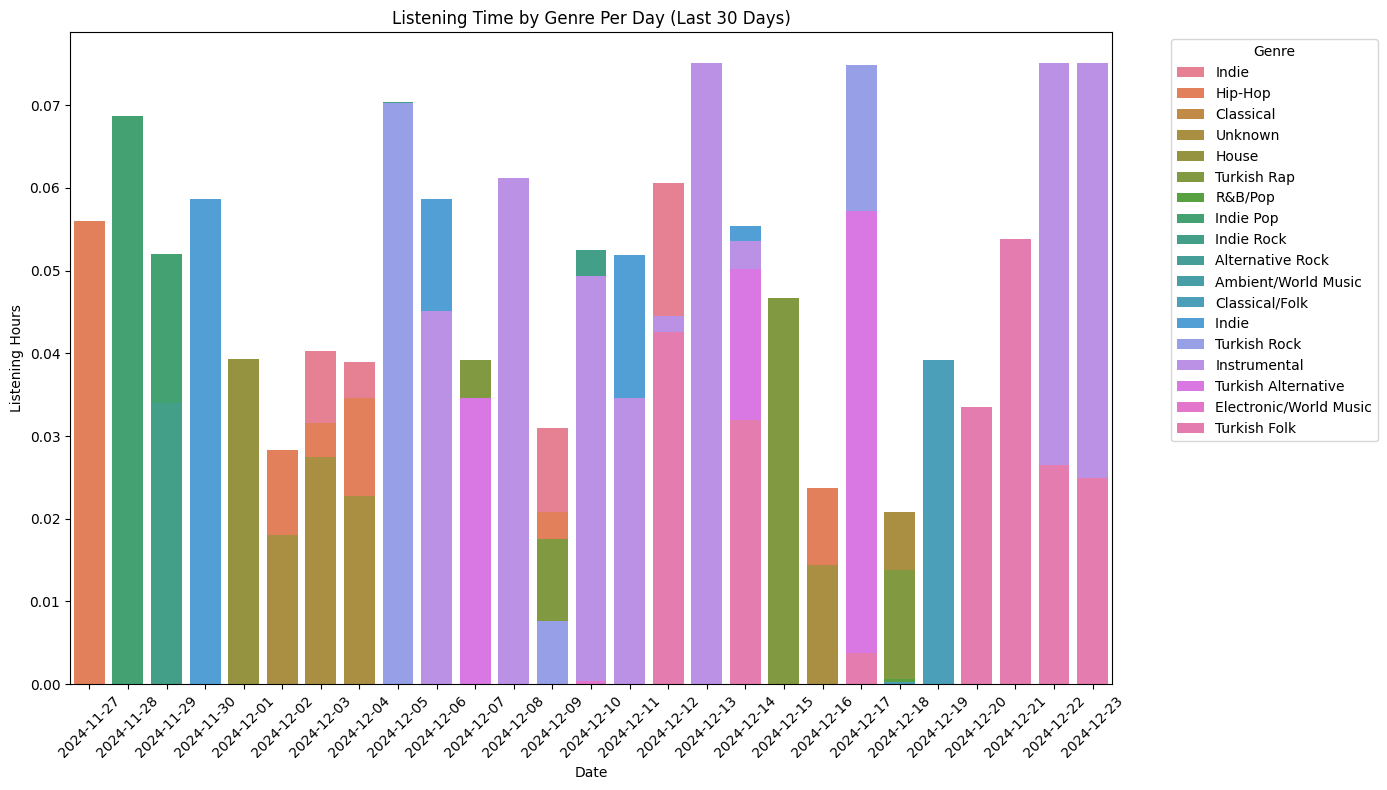 Listening Time by Genre Per Day (Last 30 Days)
Genre
Indie
Hip-Hop
Classical
Unknown
House
Turkish Rap
R&B/Pop
Indie Pop
Indie Rock
Alternative Rock
Ambient/World Music
Classical/Folk
Indie
Turkish Rock
Instrumental
Turkish Alternative
Electronic/World Music
Turkish Folk
Listening Hours
0.07
0.06
0.05
0.04
0.03
0.02
0.01
0.00
2024-11-27
2024-11-28
2024-11-29
2024-11-30
2024-12-01
2024-12-02
2024-12-03
2024-12-04
2024-12-05
2024-12-06
2024-12-07
2024-12-08
2024-12-09
2024-12-10
2024-12-11
2024-12-12
2024-12-13
2024-12-14
2024-12-15
2024-12-16
2024-12-17
2024-12-18
2024-12-19
2024-12-20
2024-12-21
2024-12-22
2024-12-23
Date